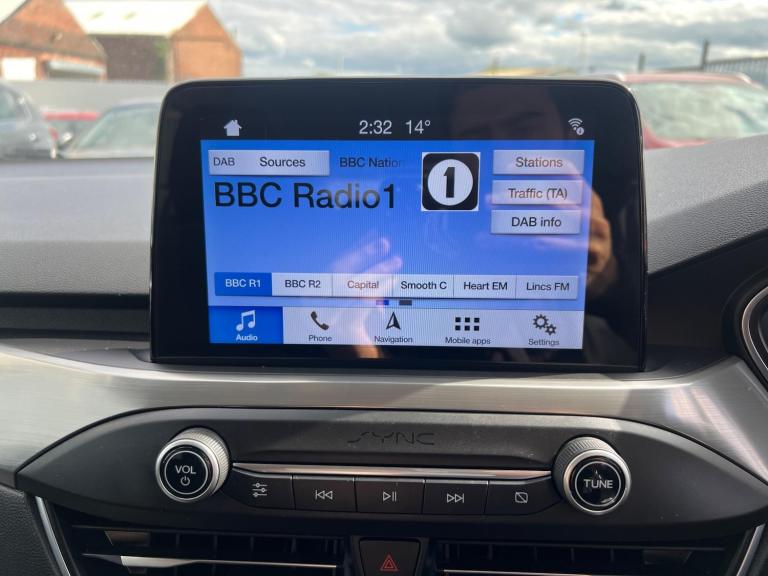 2:32 14°
DAB Sources BBC Nation
1
Stations
BBC Radio1
Traffic (TA)
DAB info
BBC R1 BBC R2 Capital Smooth C Heart EM Lincs FM
Audio Phone Navigation Mobile apps Settings
SYNC
VOL
TUNE